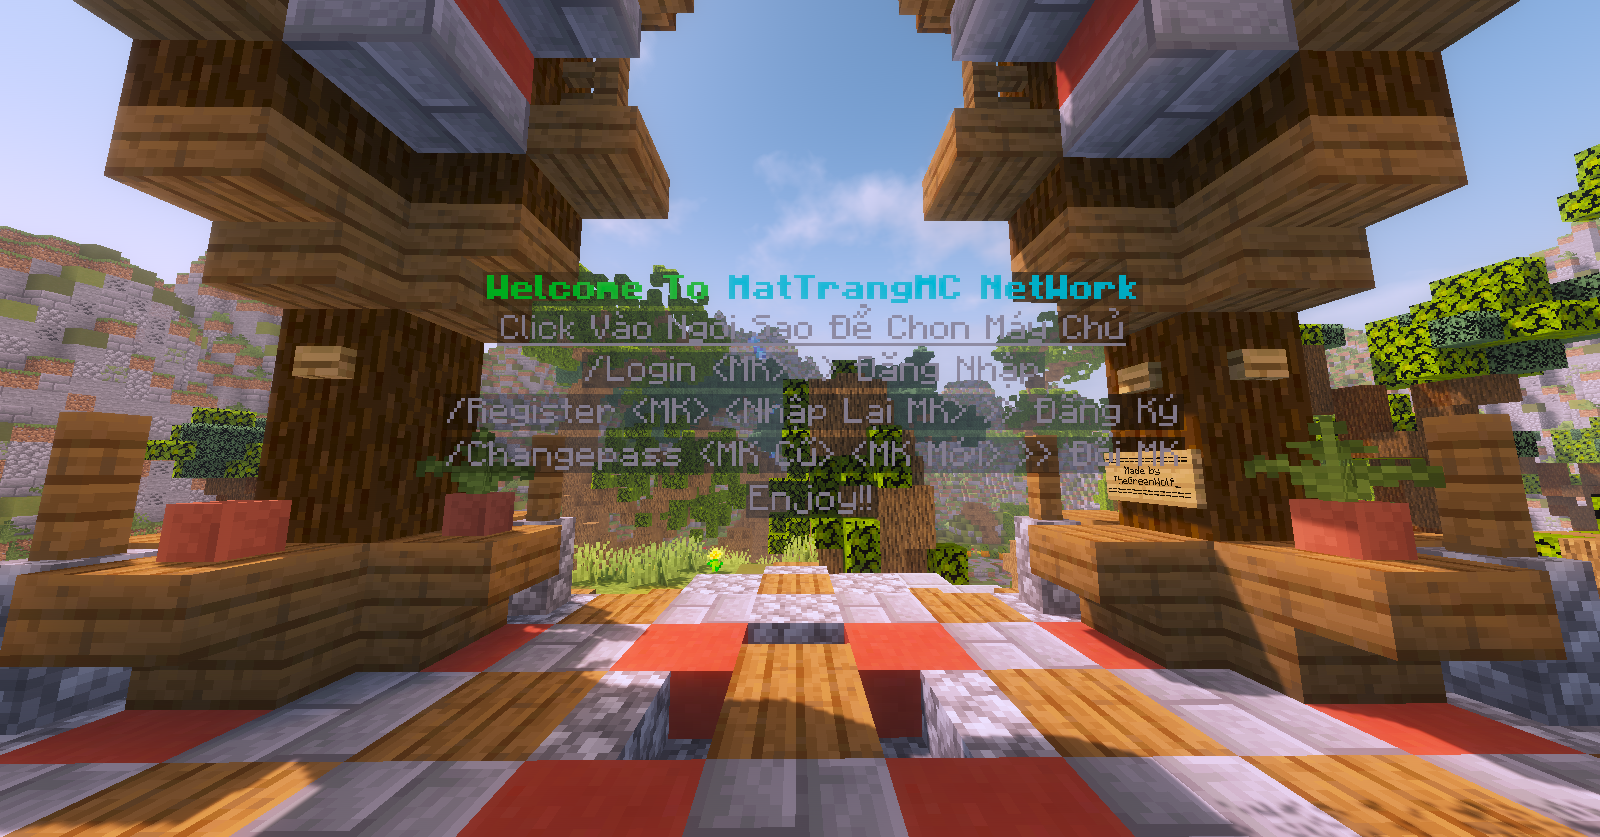 Welcome To MatTrangMC NetWork
Click Vào Ngôi Sao Để Chọn Máy Chủ
/Login <MK> >> Đăng Nhập
/Register <MK> <Nhập Lại MK> >> Đăng Ký
/Changepass <MK Cũ> <MK Mới> >> Đổi MK
Enjoy!!
==============
Made by
TheGreenWolf_
==============